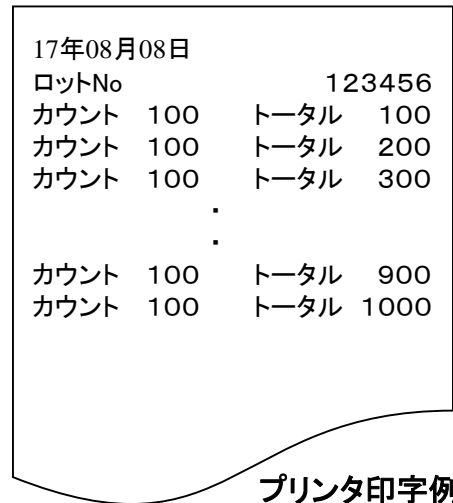 17年08月08日
ロットNo 123456
カウント 100 トータル 100
カウント 100 トータル 200
カウント 100 トータル 300
・
・
カウント 100 トータル 900
カウント 100 トータル 1000
プリンタ印字例